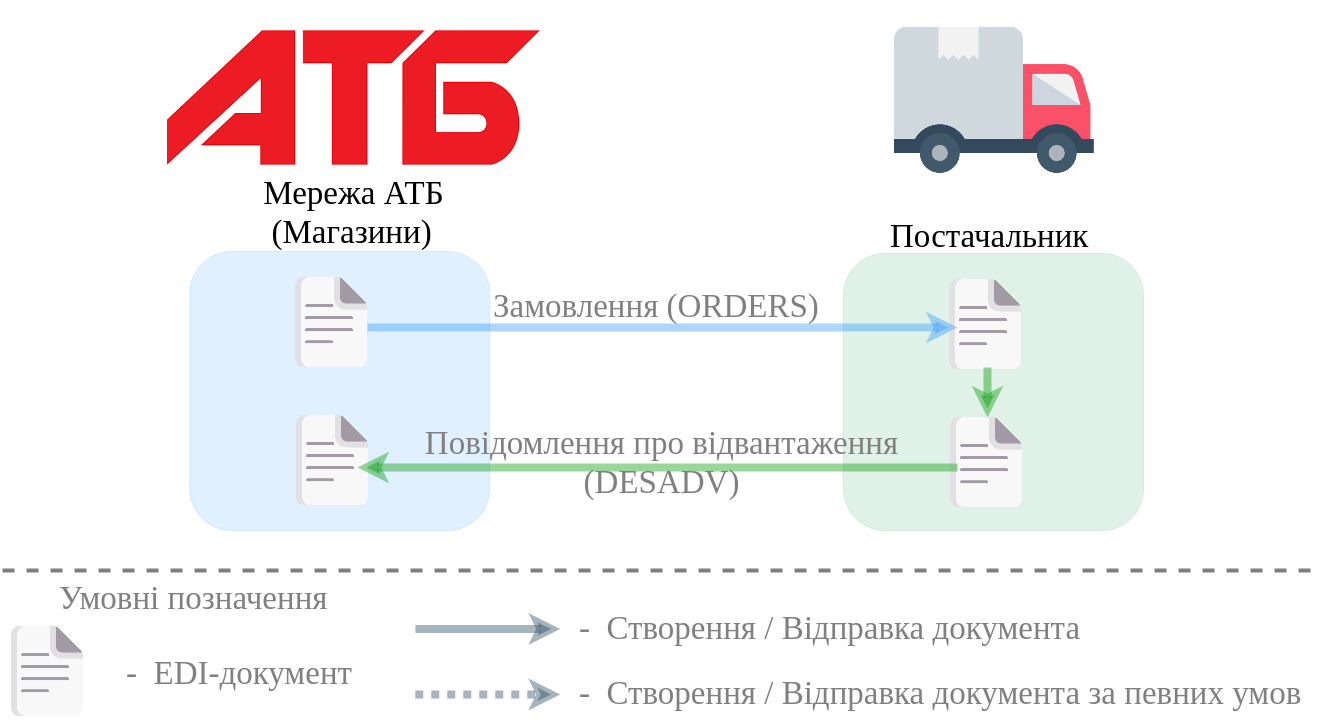 АТБ
Мережа АТБ
(Магазини)
Постачальник
Замовлення (ORDERS)
Повідомлення про відвантаження
(DESADV)
Умовні позначення
- EDI-документ
- Створення / Відправка документа
- Створення / Відправка документа за певних умов